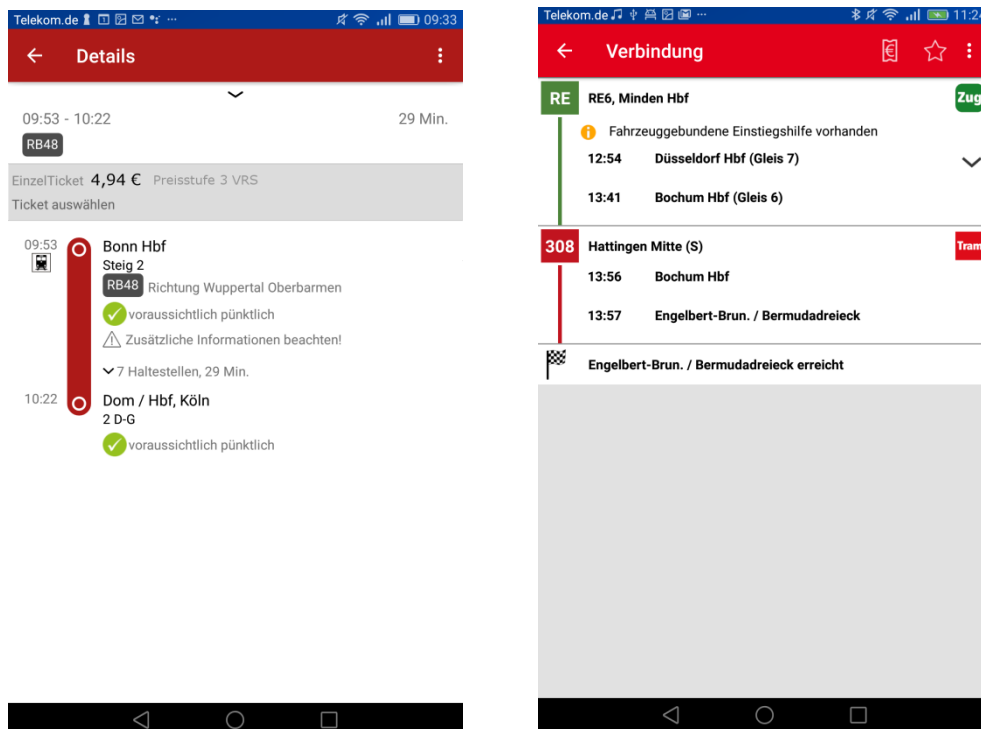 Telekom.de 09:33
Details
09:53 - 10:22 29 Min.
RB48
EinzelTicket 4,94 € Preisstufe 3 VRS
Ticket auswählen
09:53 Bonn Hbf
Steig 2
RB48 Richtung Wuppertal Oberbarmen
voraussichtlich pünktlich
Zusätzliche Informationen beachten!
7 Haltestellen, 29 Min.
10:22 Dom / Hbf, Köln
2 D-G
voraussichtlich pünktlich
Telekom.de 11:24
Verbindung
RE RE6, Minden Hbf Zug
Fahrzeuggebundene Einstiegshilfe vorhanden
12:54 Düsseldorf Hbf (Gleis 7)
13:41 Bochum Hbf (Gleis 6)
308 Hattingen Mitte (S) Tram
13:56 Bochum Hbf
13:57 Engelbert-Brun. / Bermudadreieck
Engelbert-Brun. / Bermudadreieck erreicht